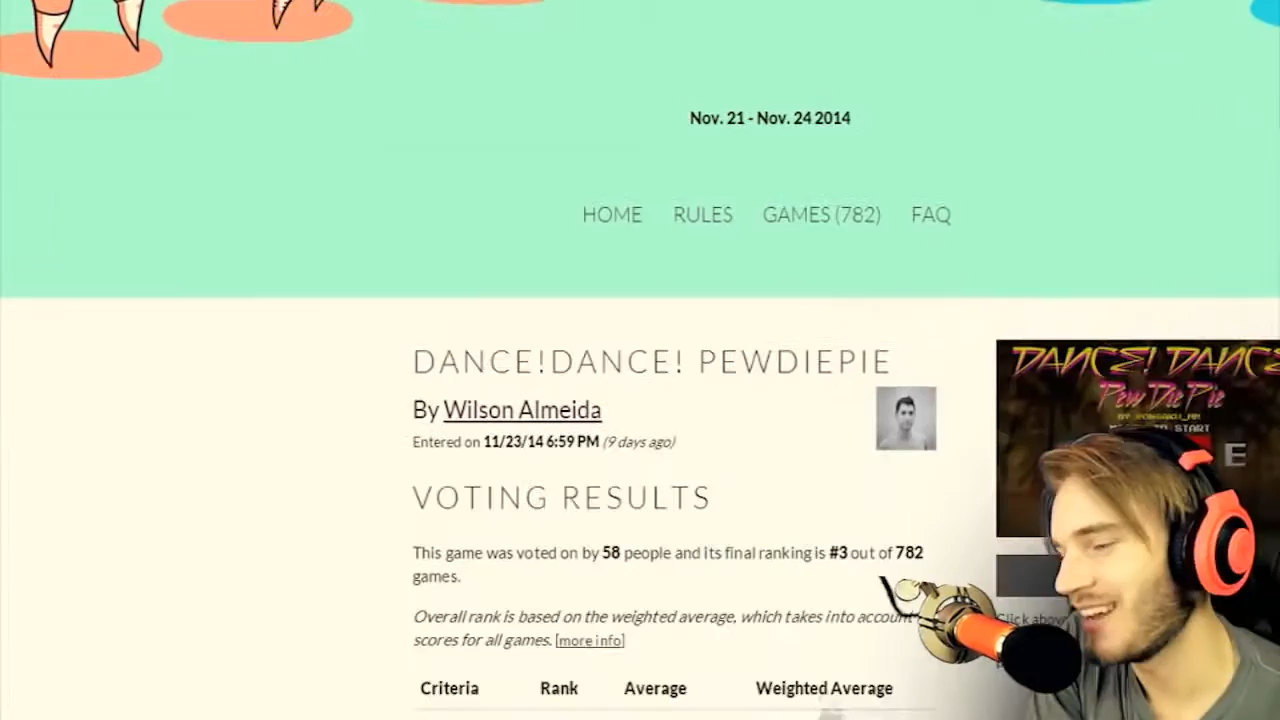 Nov. 21 - Nov. 24 2014
HOME RULES GAMES (782) FAQ
DANCE!DANCE! PEWDIEPIE
By Wilson Almeida
Entered on 11/23/14 6:59 PM (9 days ago)
VOTING RESULTS
This game was voted on by 58 people and its final ranking is #3 out of 782
games.
Overall rank is based on the weighted average, which takes into account
scores for all games. [more info]
Criteria Rank Average Weighted Average
DANCE! DANCE
Pew Die Pie
TO START
E
Click above